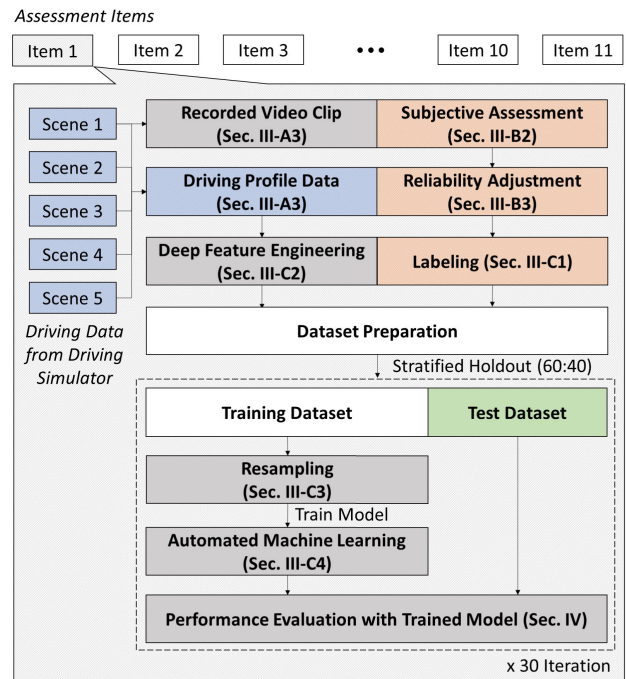 Assessment Items
Item 1
Item 2
Item 3
•••
Item 10
Item 11
Scene 1
Scene 2
Scene 3
Scene 4
Scene 5
Driving Data
from Driving
Simulator
Recorded Video Clip
(Sec. III-A3)
Subjective Assessment
(Sec. III-B2)
Driving Profile Data
(Sec. III-A3)
Reliability Adjustment
(Sec. III-B3)
Deep Feature Engineering
(Sec. III-C2)
Labeling (Sec. III-C1)
Dataset Preparation
Stratified Holdout (60:40)
Training Dataset
Test Dataset
Resampling
(Sec. III-C3)
Train Model
Automated Machine Learning
(Sec. III-C4)
Performance Evaluation with Trained Model (Sec. IV)
x 30 Iteration